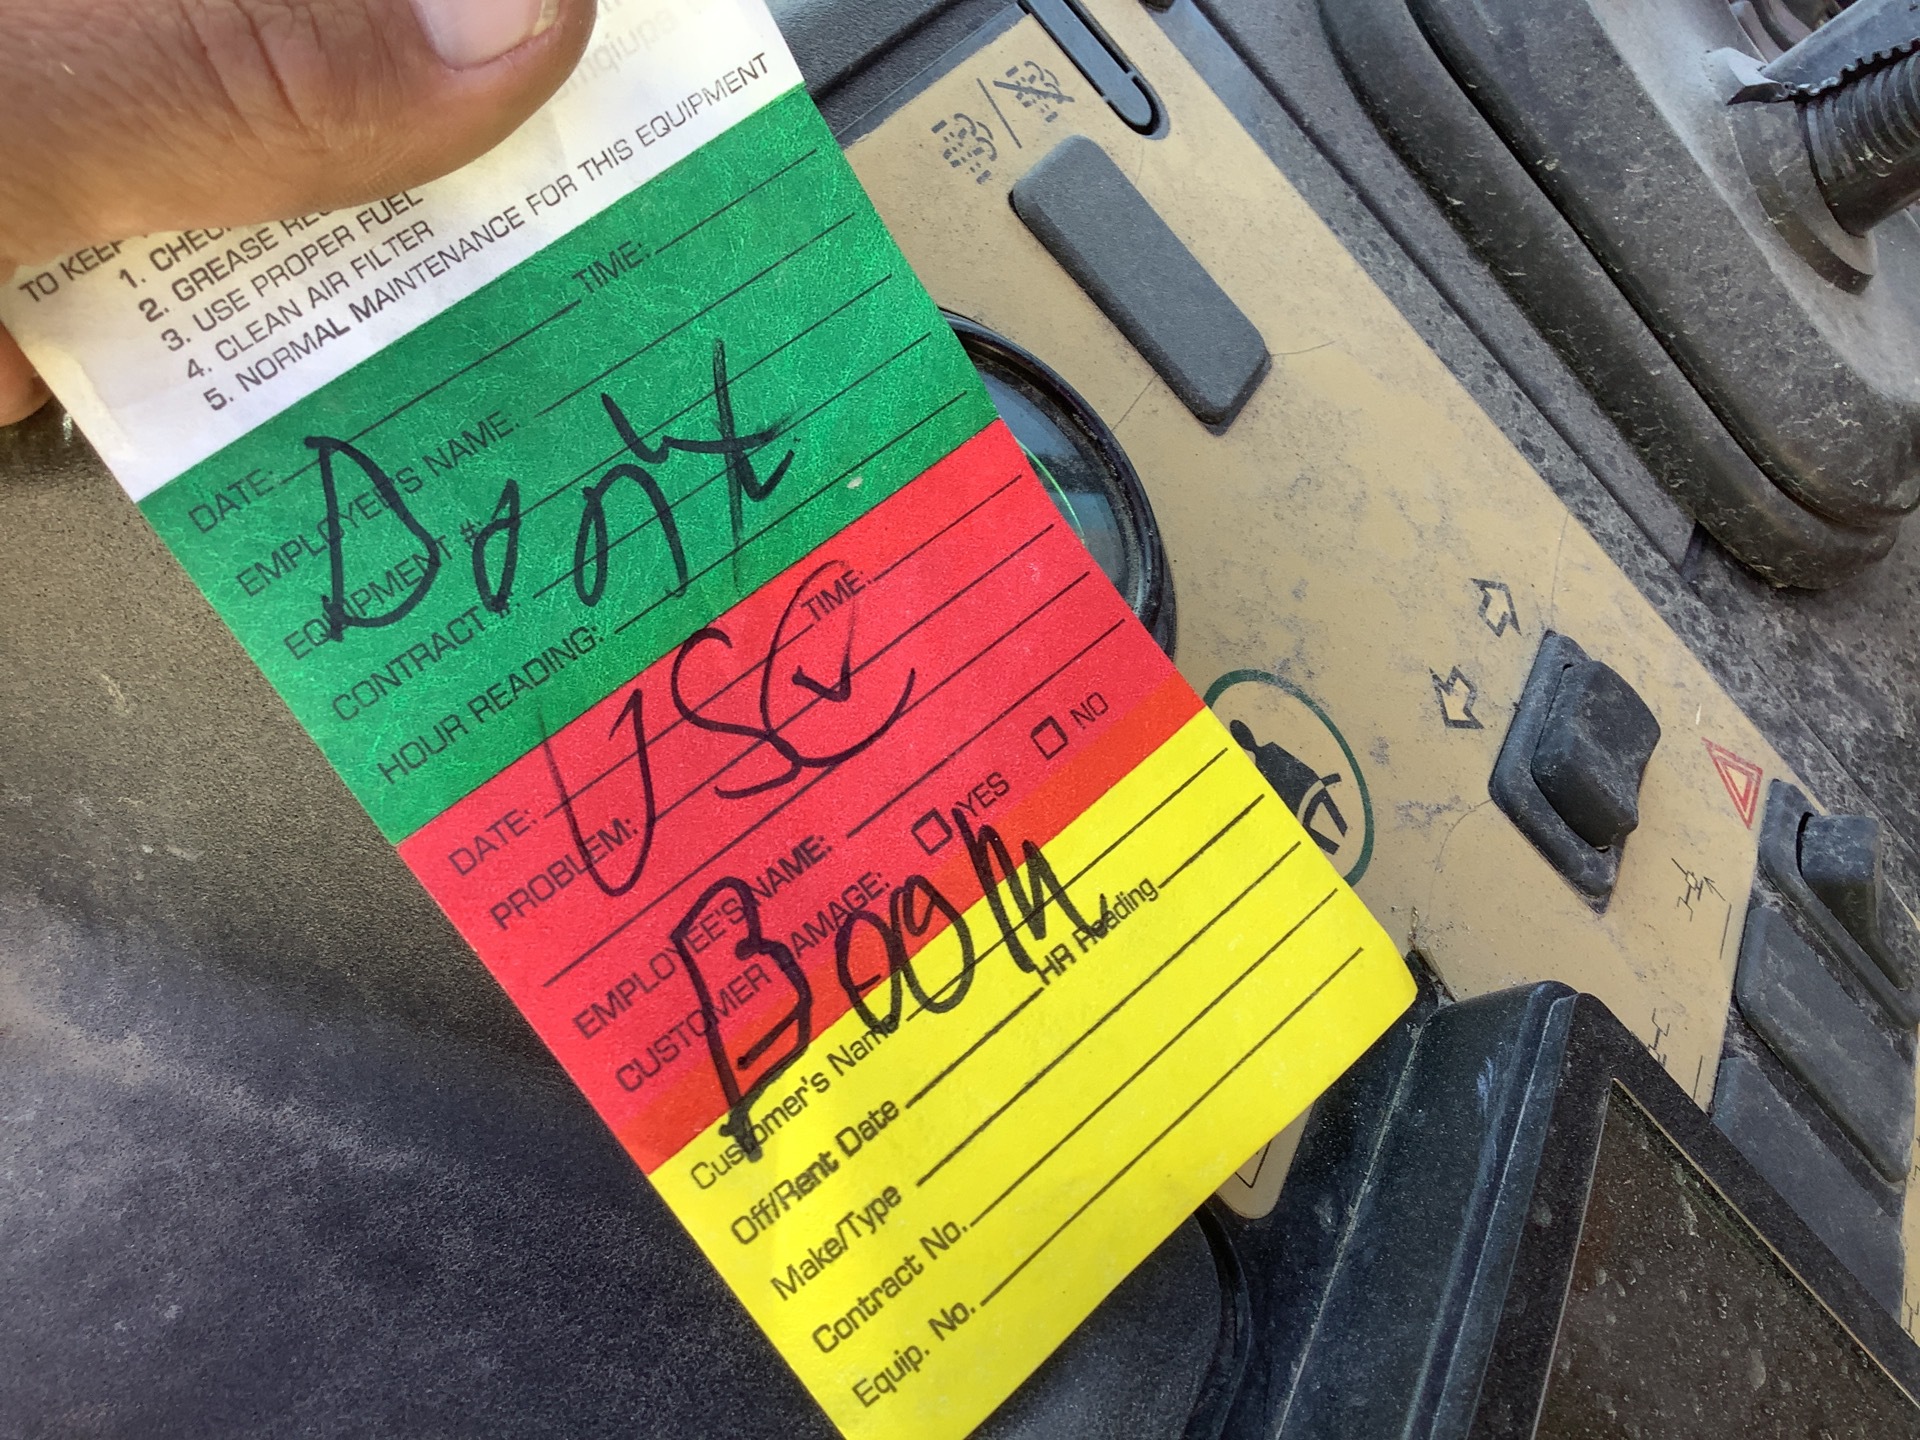 TO KEEP
1. CHEC
2. GREASE REG
3. USE PROPER FUEL
4. CLEAN AIR FILTER
5. NORMAL MAINTENANCE FOR THIS EQUIPMENT
DATE: TIME:
EMPLOYEE'S NAME:
EQUIPMENT #:
CONTRACT #:
HOUR READING:
Don't
DATE: TIME:
PROBLEM:
USE
EMPLOYEE'S NAME:
CUSTOMER DAMAGE: YES NO
Boom
Customer's Name
Off/Rent Date HR Reading
Make/Type
Contract No.
Equip. No.